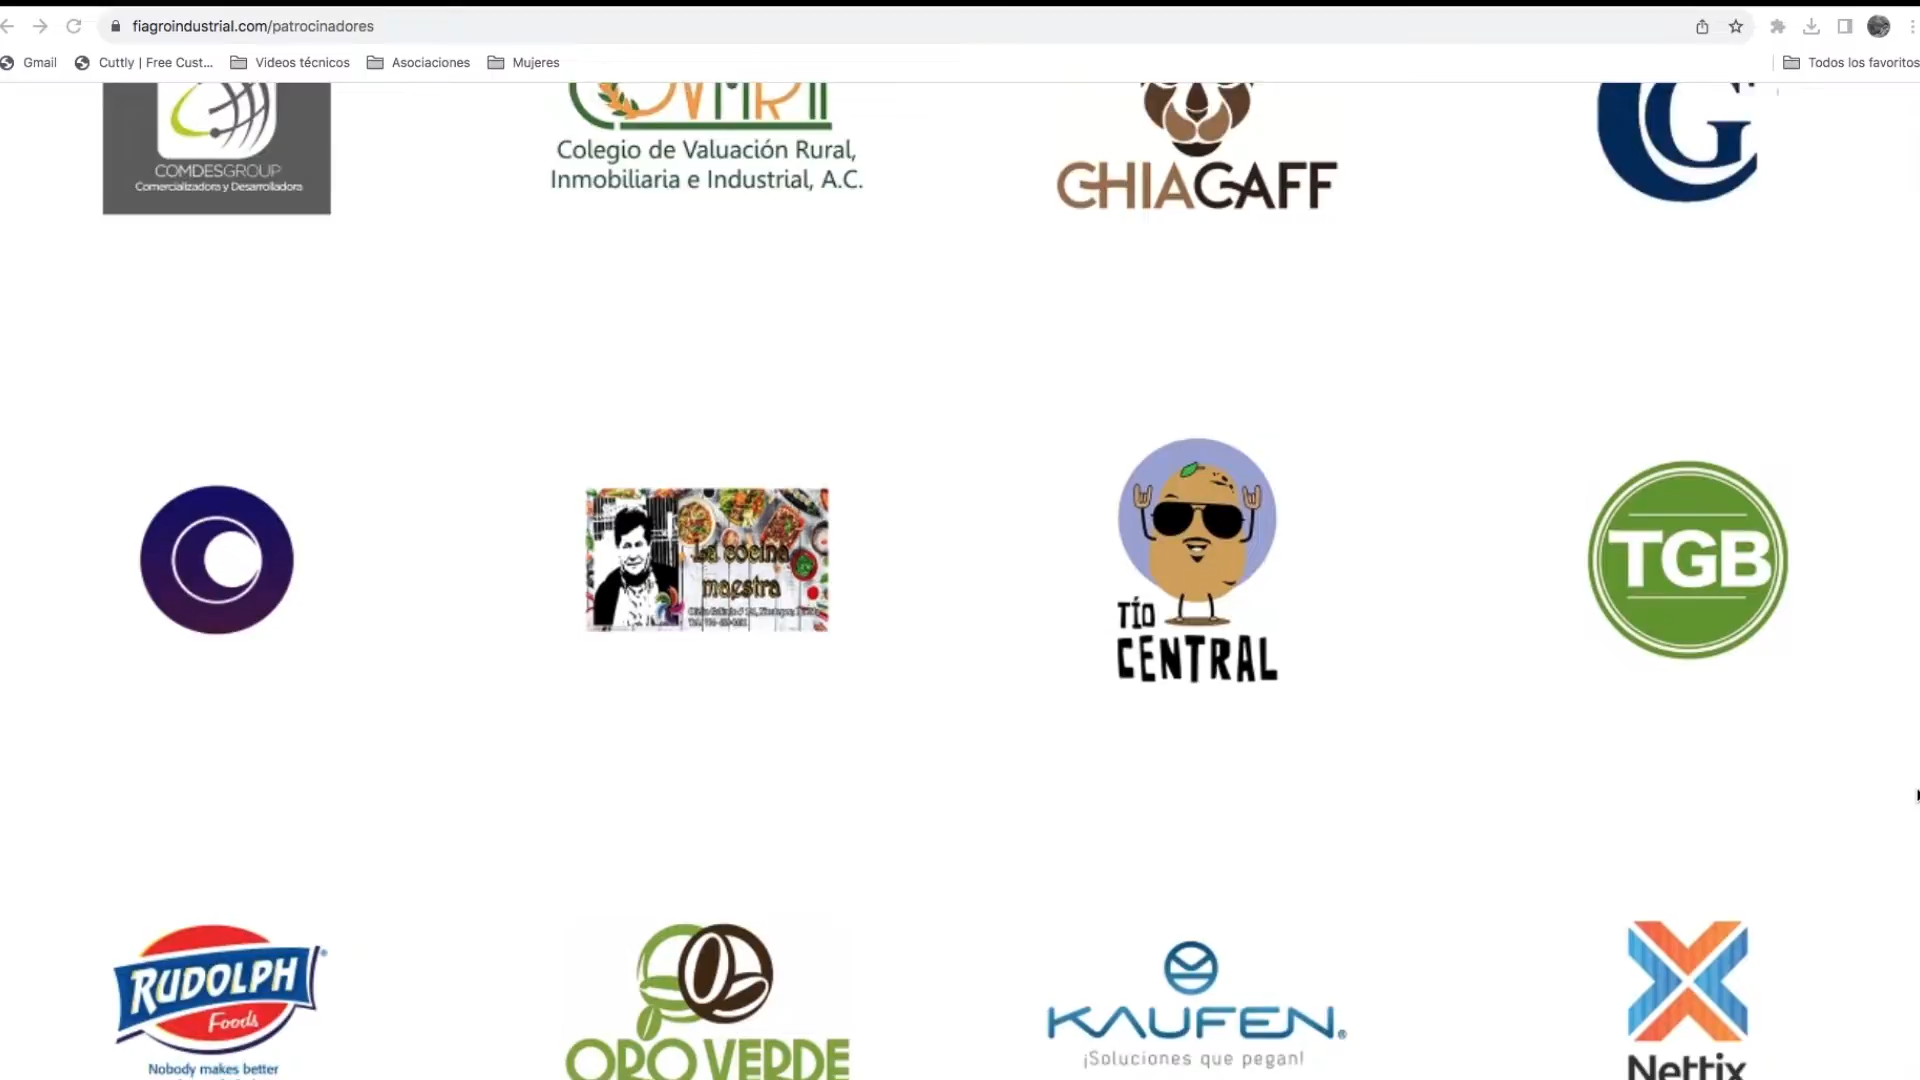 fiagroindustrial.com/patrocinadores
Gmail
Cuttly | Free Cust...
Videos técnicos
Asociaciones
Mujeres
Todos los favoritos
COMDESGROUP
Comercializadora y Desarrolladora
Colegio de Valuación Rural,
Inmobiliaria e Industrial, A.C.
CHIACAFF
G
La cocina
maestra
TÍO
CENTRAL
TGB
RUDOLPH
Foods
Nobody makes better
ORO VERDE
KAUFEN®
¡Soluciones que pegan!
Nettix